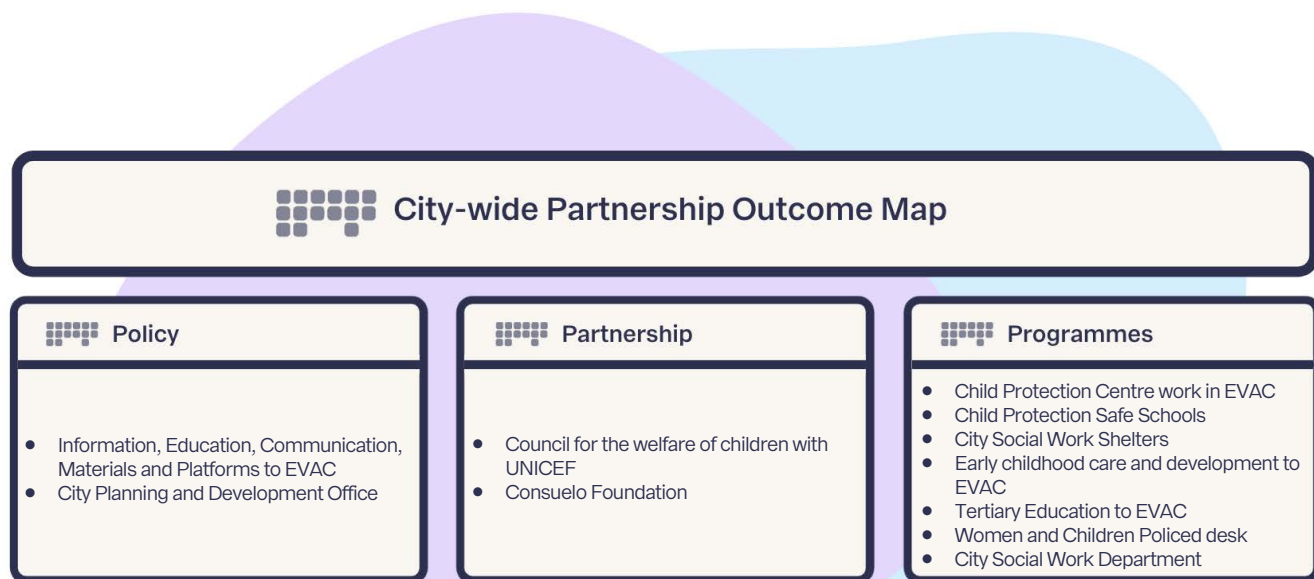 City-wide Partnership Outcome Map
Policy
• Information, Education, Communication,
Materials and Platforms to EVAC
• City Planning and Development Office
Partnership
• Council for the welfare of children with
UNICEF
• Consuelo Foundation
Programmes
• Child Protection Centre work in EVAC
• Child Protection Safe Schools
• City Social Work Shelters
• Early childhood care and development to
EVAC
• Tertiary Education to EVAC
• Women and Children Policed desk
• City Social Work Department